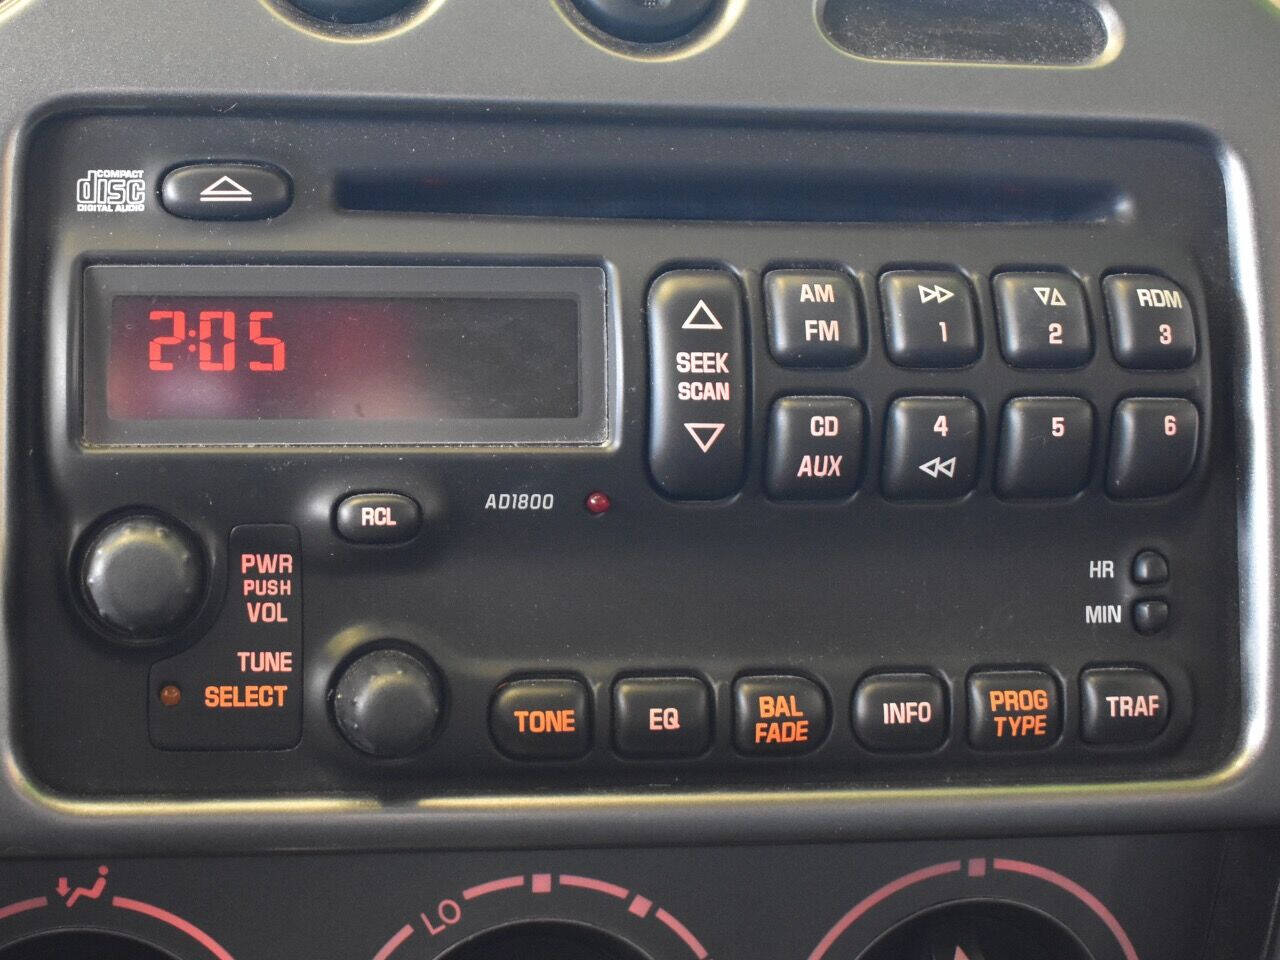 COMPACT
disc
DIGITAL AUDIO
2:05
SEEK
SCAN
AM
FM
1
2
RDM
3
CD
AUX
4
5
6
RCL
AD1800
PWR
PUSH
VOL
HR
MIN
TUNE
SELECT
TONE
EQ
BAL
FADE
INFO
PROG
TYPE
TRAF
LO